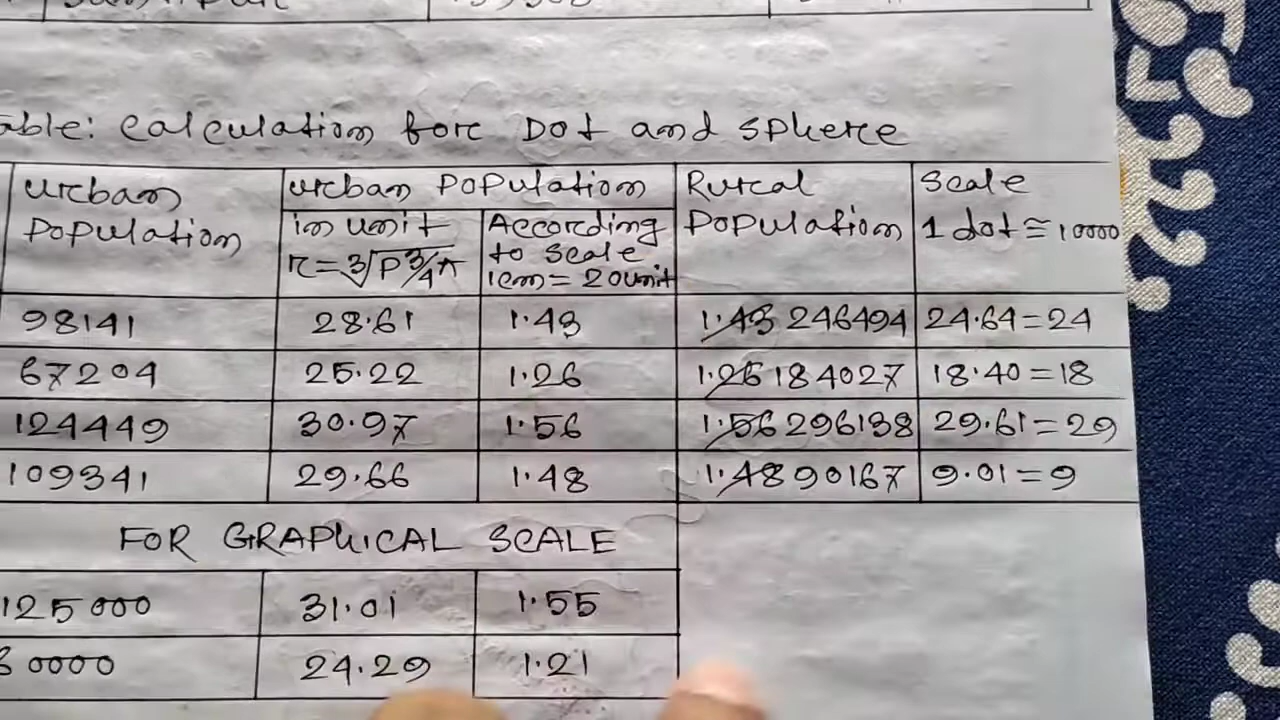 able: Calculation for Dot and Sphere
Urban Population | Urban Population | Rural Population | Scale 1 dot ≅ 10000
in unit r = 3√P 3/4 π | According to Scale 1cm = 20 unit
98141 | 28.61 | 1.43 | 1.43 246494 | 24.64 = 24
67204 | 25.22 | 1.26 | 1.26 184027 | 18.40 = 18
124449 | 30.97 | 1.56 | 1.56 296138 | 29.61 = 29
109341 | 29.66 | 1.48 | 1.48 90167 | 9.01 = 9
FOR GRAPHICAL SCALE
125000 | 31.01 | 1.55
0000 | 24.29 | 1.21